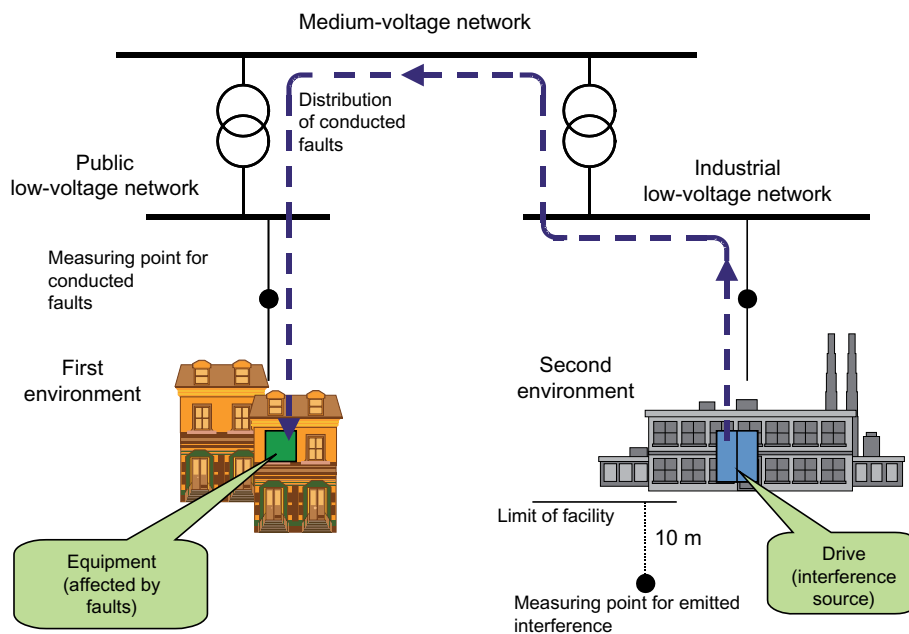 Medium-voltage network
Distribution
of conducted
faults
Public
low-voltage network
Industrial
low-voltage network
Measuring point for
conducted
faults
First
environment
Second
environment
Limit of facility
10 m
Equipment
(affected by
faults)
Drive
(interference
source)
Measuring point for emitted
interference